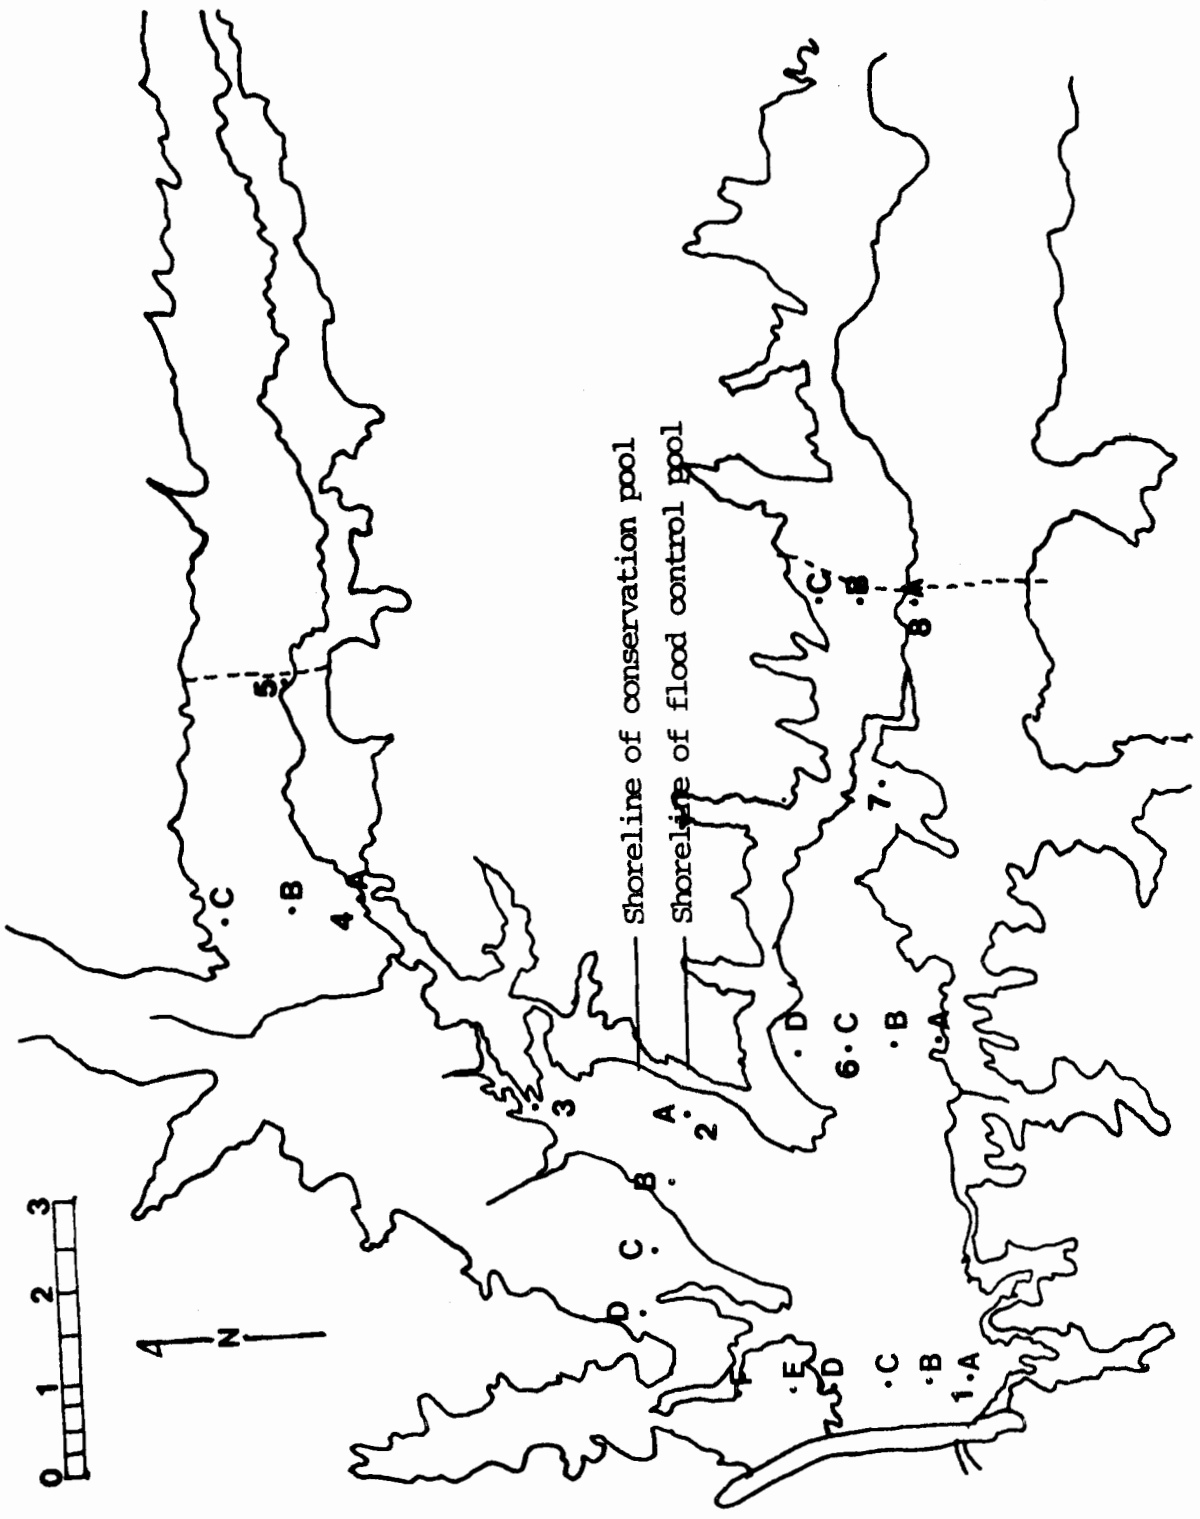 0 1 2 3
N
C
B
4 A
5
3
A
2
B
C
D
Shoreline of conservation pool
Shoreline of flood control pool
F
E
D
C
B
1 A
D
6 C
B
A
7
C
B
A
8